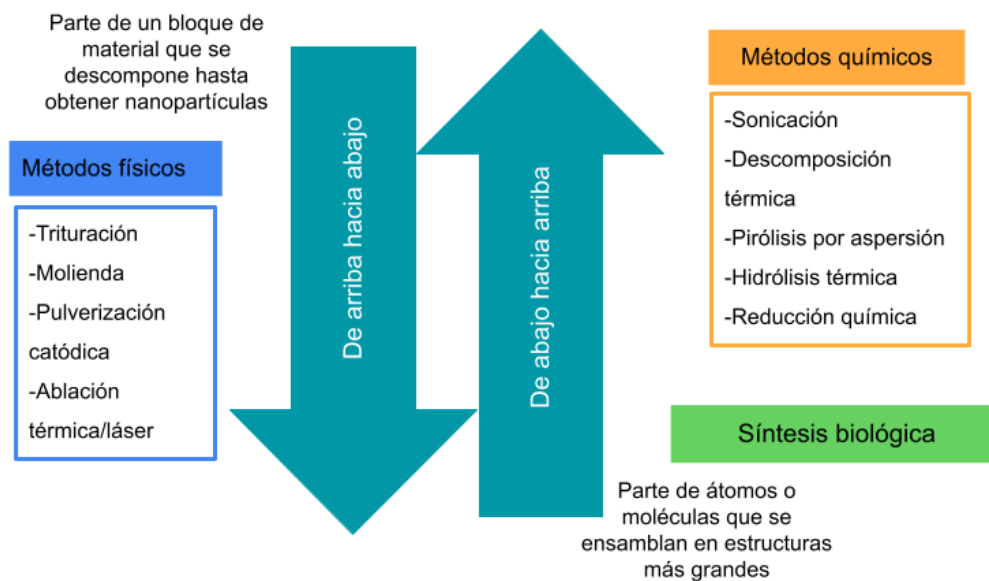 Parte de un bloque de
material que se
descompone hasta
obtener nanopartículas
Métodos físicos
-Trituración
-Molienda
-Pulverización
catódica
-Ablación
térmica/láser
De arriba hacia abajo
De abajo hacia arriba
Métodos químicos
-Sonicación
-Descomposición
térmica
-Pirólisis por aspersión
-Hidrólisis térmica
-Reducción química
Síntesis biológica
Parte de átomos o
moléculas que se
ensamblan en estructuras
más grandes